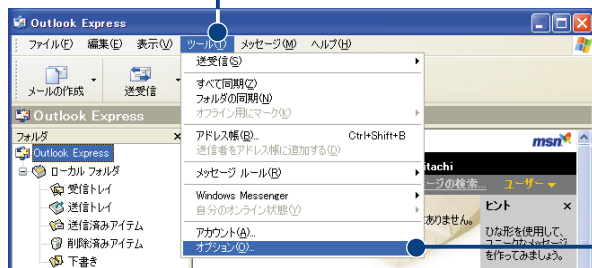 Outlook Express
ファイル(F) 編集(E) 表示(V) ツール(T) メッセージ(M) ヘルプ(H)
メールの作成 送受信
Outlook Express
フォルダ ×
Outlook Express
ローカル フォルダ
受信トレイ
送信トレイ
送信済みアイテム
削除済みアイテム
下書き
送受信(S)
すべて同期(Z)
フォルダの同期(N)
オフライン用にマーク(K)
アドレス帳(B)... Ctrl+Shift+B
送信者をアドレス帳に追加する(D)
メッセージ ルール(R)
Windows Messenger
自分のオンライン状態(Y)
アカウント(A)...
オプション(O)...
msn
itachi
ージの検索... ユーザー
ありません。
ヒント ×
ひな形を使用して、
ユニークなメッセージ
を作ってみましょう。